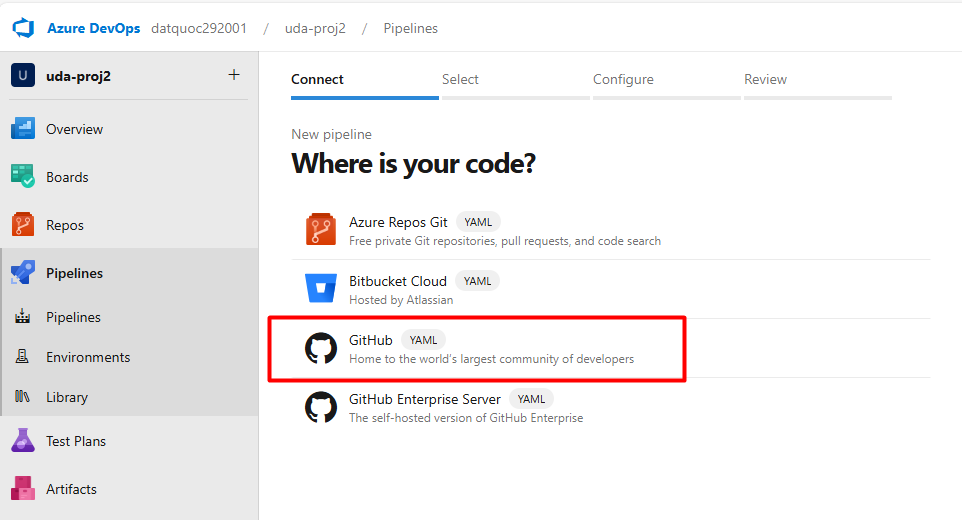 Azure DevOps datquoc292001 / uda-proj2 / Pipelines
U uda-proj2 +
Overview
Boards
Repos
Pipelines
Pipelines
Environments
Library
Test Plans
Artifacts
Connect Select Configure Review
New pipeline
Where is your code?
Azure Repos Git YAML
Free private Git repositories, pull requests, and code search
Bitbucket Cloud YAML
Hosted by Atlassian
GitHub YAML
Home to the world's largest community of developers
GitHub Enterprise Server YAML
The self-hosted version of GitHub Enterprise